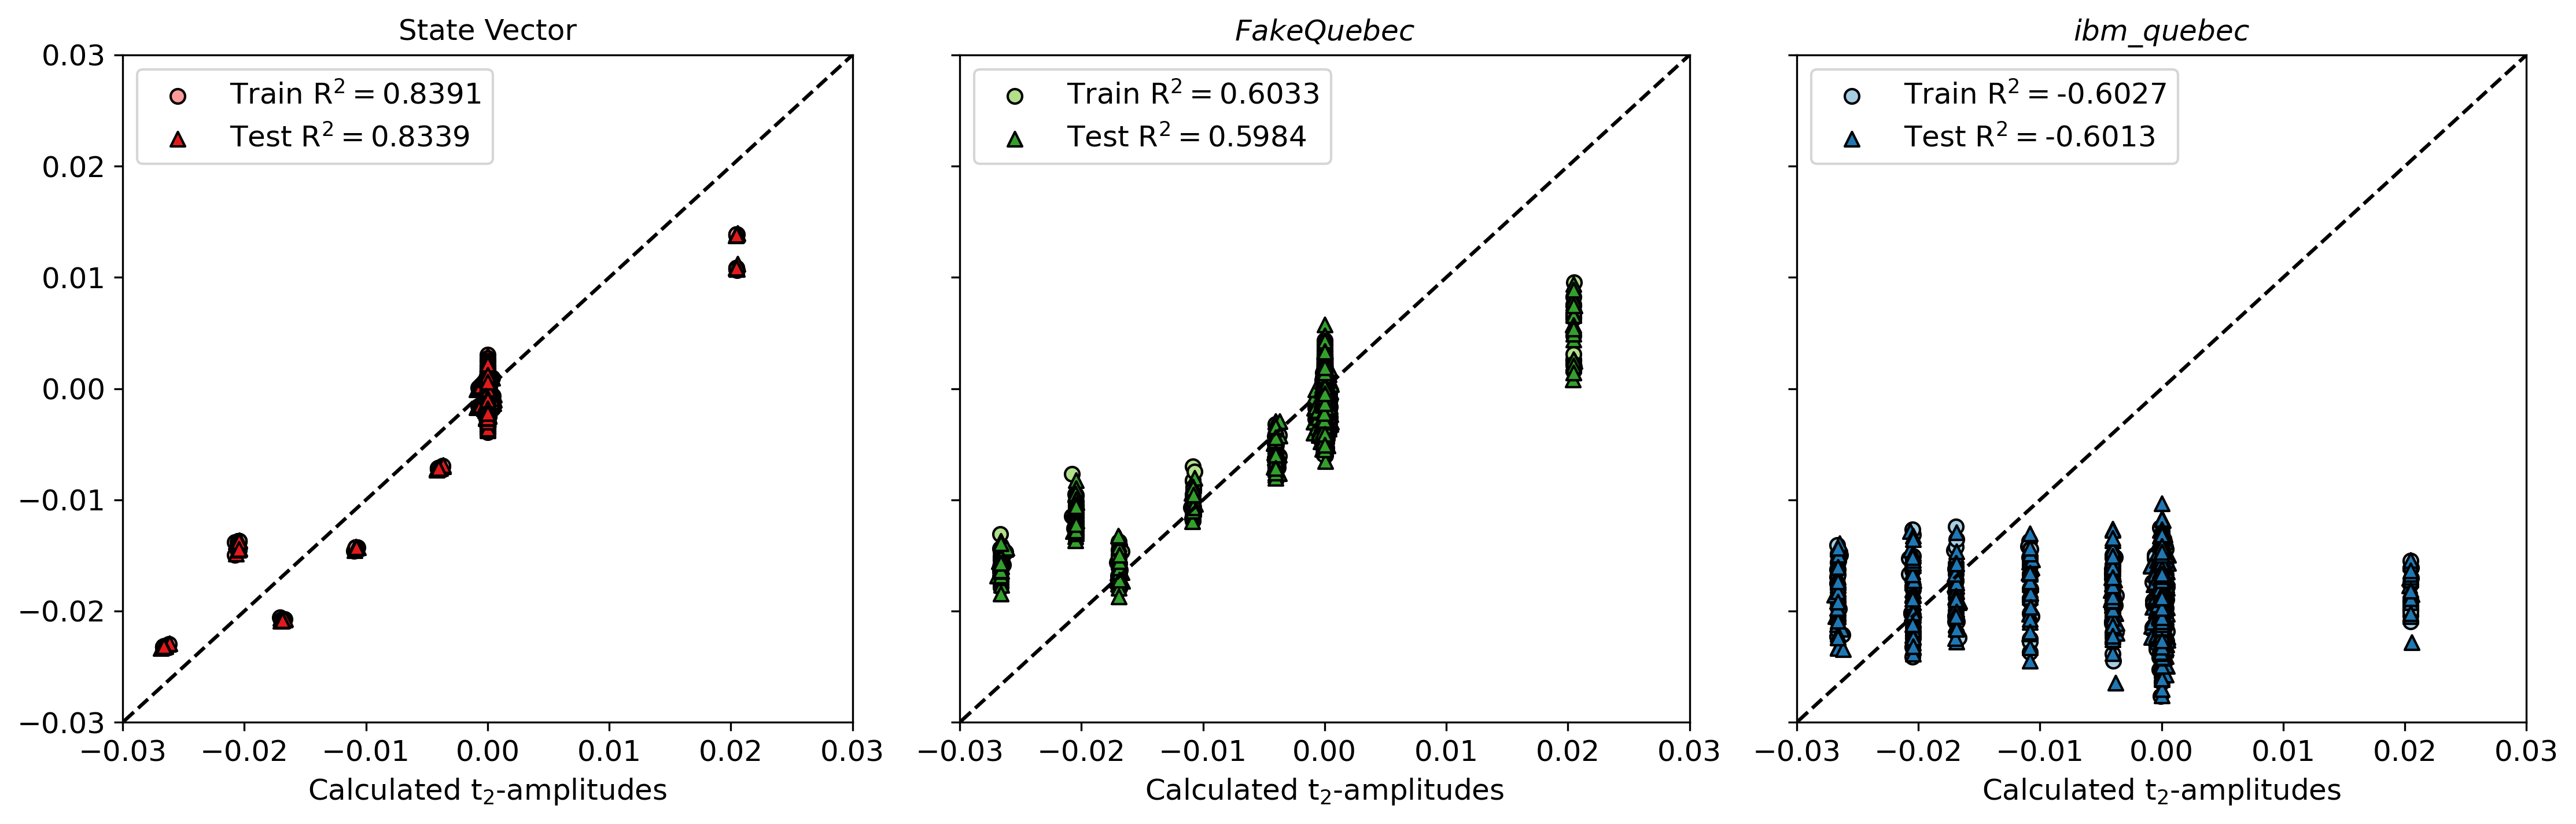 State Vector
FakeQuebec
ibm_quebec
Train R² = 0.8391
Test R² = 0.8339
Train R² = 0.6033
Test R² = 0.5984
Train R² = -0.6027
Test R² = -0.6013
0.03
0.02
0.01
0.00
−0.01
−0.02
−0.03
−0.03 −0.02 −0.01 0.00 0.01 0.02 0.03
−0.03 −0.02 −0.01 0.00 0.01 0.02 0.03
−0.03 −0.02 −0.01 0.00 0.01 0.02 0.03
Calculated t₂-amplitudes
Calculated t₂-amplitudes
Calculated t₂-amplitudes